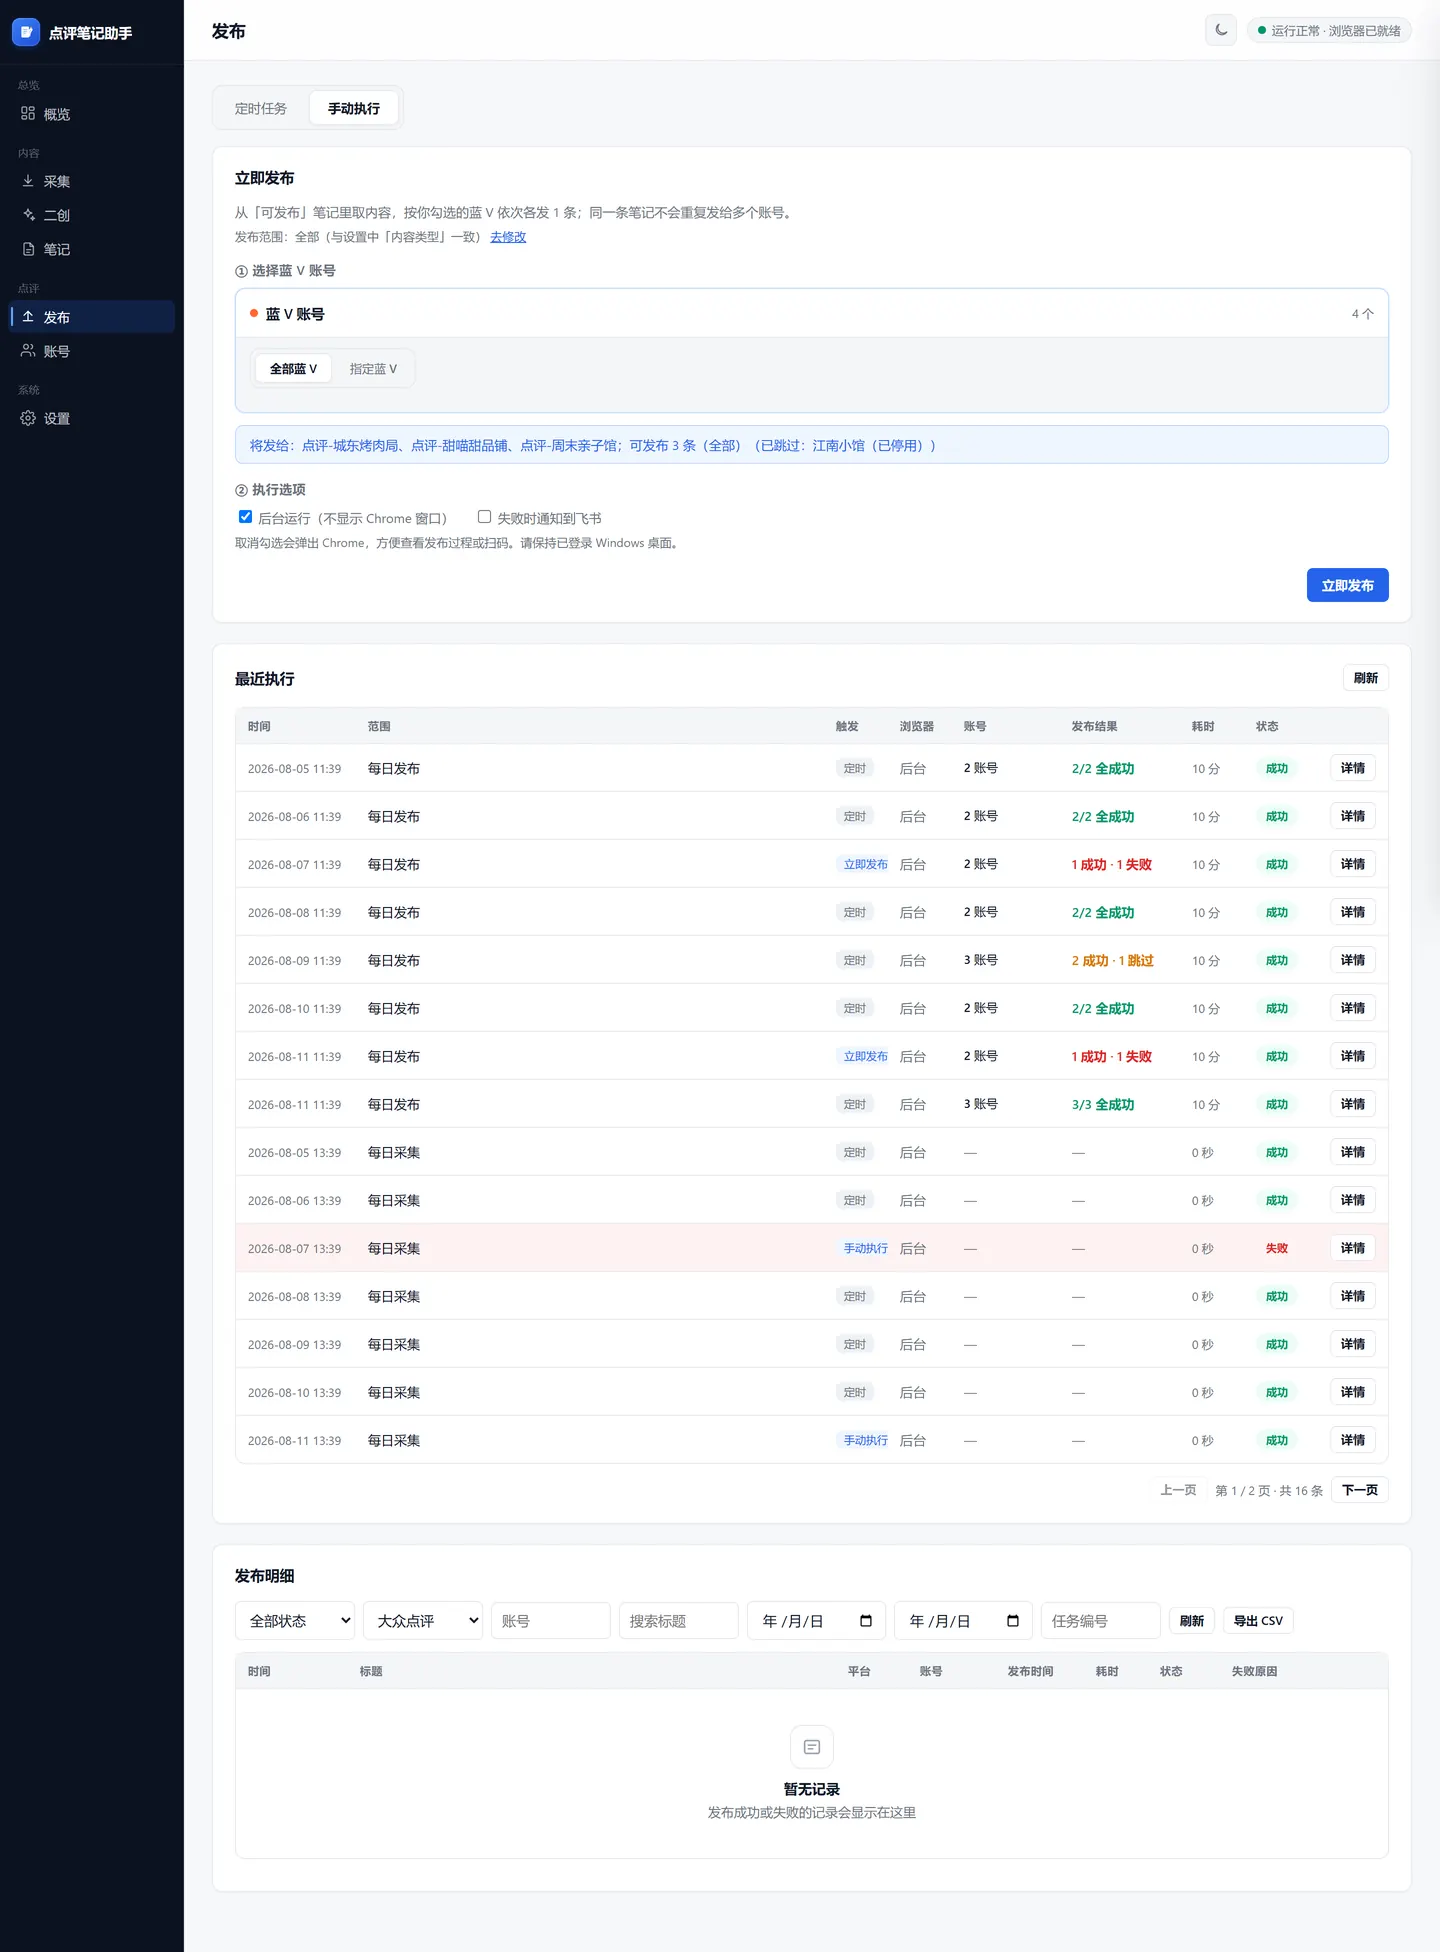 点评笔记助手
总览
概览
内容
采集
二创
笔记
点评
发布
账号
系统
设置
发布
运行正常 · 浏览器已就绪
定时任务 手动执行
立即发布
从「可发布」笔记里取内容，按你勾选的蓝 V 依次各发 1 条；同一条笔记不会重复发给多个账号。
发布范围：全部（与设置中「内容类型」一致） 去修改
① 选择蓝 V 账号
蓝 V 账号 4 个
全部蓝 V 指定蓝 V
将发给：点评-城东烤肉局、点评-甜喵甜品铺、点评-周末亲子馆；可发布 3 条（全部）（已跳过：江南小馆（已停用））
② 执行选项
后台运行（不显示 Chrome 窗口） 失败时通知到飞书
取消勾选会弹出 Chrome，方便查看发布过程或扫码。请保持已登录 Windows 桌面。
立即发布
最近执行 刷新
时间 范围 触发 浏览器 账号 发布结果 耗时 状态
2026-08-05 11:39 每日发布 定时 后台 2 账号 2/2 全成功 10 分 成功 详情
2026-08-06 11:39 每日发布 定时 后台 2 账号 2/2 全成功 10 分 成功 详情
2026-08-07 11:39 每日发布 立即发布 后台 2 账号 1 成功 · 1 失败 10 分 成功 详情
2026-08-08 11:39 每日发布 定时 后台 2 账号 2/2 全成功 10 分 成功 详情
2026-08-09 11:39 每日发布 定时 后台 3 账号 2 成功 · 1 跳过 10 分 成功 详情
2026-08-10 11:39 每日发布 定时 后台 2 账号 2/2 全成功 10 分 成功 详情
2026-08-11 11:39 每日发布 立即发布 后台 2 账号 1 成功 · 1 失败 10 分 成功 详情
2026-08-11 11:39 每日发布 定时 后台 3 账号 3/3 全成功 10 分 成功 详情
2026-08-05 13:39 每日采集 定时 后台 — — 0 秒 成功 详情
2026-08-06 13:39 每日采集 定时 后台 — — 0 秒 成功 详情
2026-08-07 13:39 每日采集 手动执行 后台 — — 0 秒 失败 详情
2026-08-08 13:39 每日采集 定时 后台 — — 0 秒 成功 详情
2026-08-09 13:39 每日采集 定时 后台 — — 0 秒 成功 详情
2026-08-10 13:39 每日采集 定时 后台 — — 0 秒 成功 详情
2026-08-11 13:39 每日采集 手动执行 后台 — — 0 秒 成功 详情
上一页 第 1 / 2 页 · 共 16 条 下一页
发布明细
全部状态 大众点评 账号 搜索标题 年 /月/日 年 /月/日 任务编号 刷新 导出 CSV
时间 标题 平台 账号 发布时间 耗时 状态 失败原因
暂无记录
发布成功或失败的记录会显示在这里